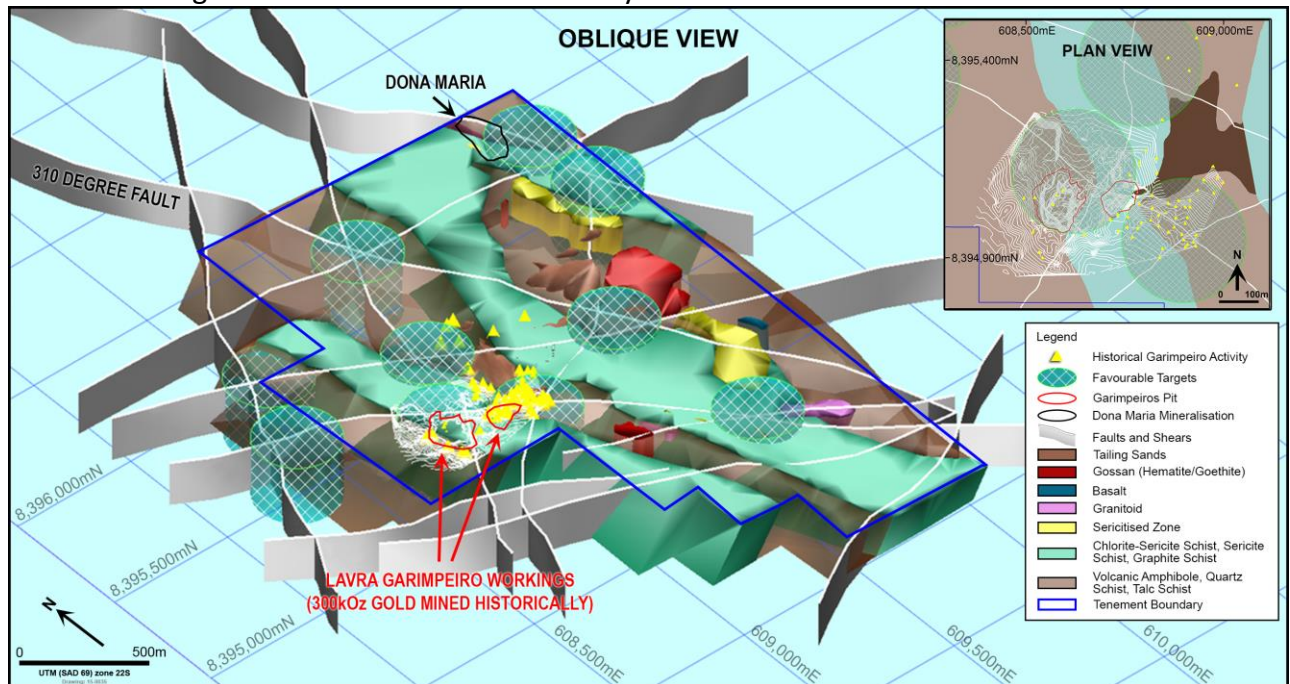 OBLIQUE VIEW
DONA MARIA
310 DEGREE FAULT
LAVRA GARIMPEIRO WORKINGS
(300kOz GOLD MINED HISTORICALLY)
8,396,000mN
8,395,500mN
8,395,000mN
608,500mE
609,000mE
609,500mE
610,000mE
N
0 500m
UTM (SAD 69) zone 22S
608,500mE 609,000mE
PLAN VEIW
8,395,400mN
8,394,900mN
N
0 100m
Legend
Historical Garimpeiro Activity
Favourable Targets
Garimpeiros Pit
Dona Maria Mineralisation
Faults and Shears
Tailing Sands
Gossan (Hematite/Goethite)
Basalt
Granitoid
Sericitised Zone
Chlorite-Sericite Schist, Sericite
Schist, Graphite Schist
Volcanic Amphibole, Quartz
Schist, Talc Schist
Tenement Boundary